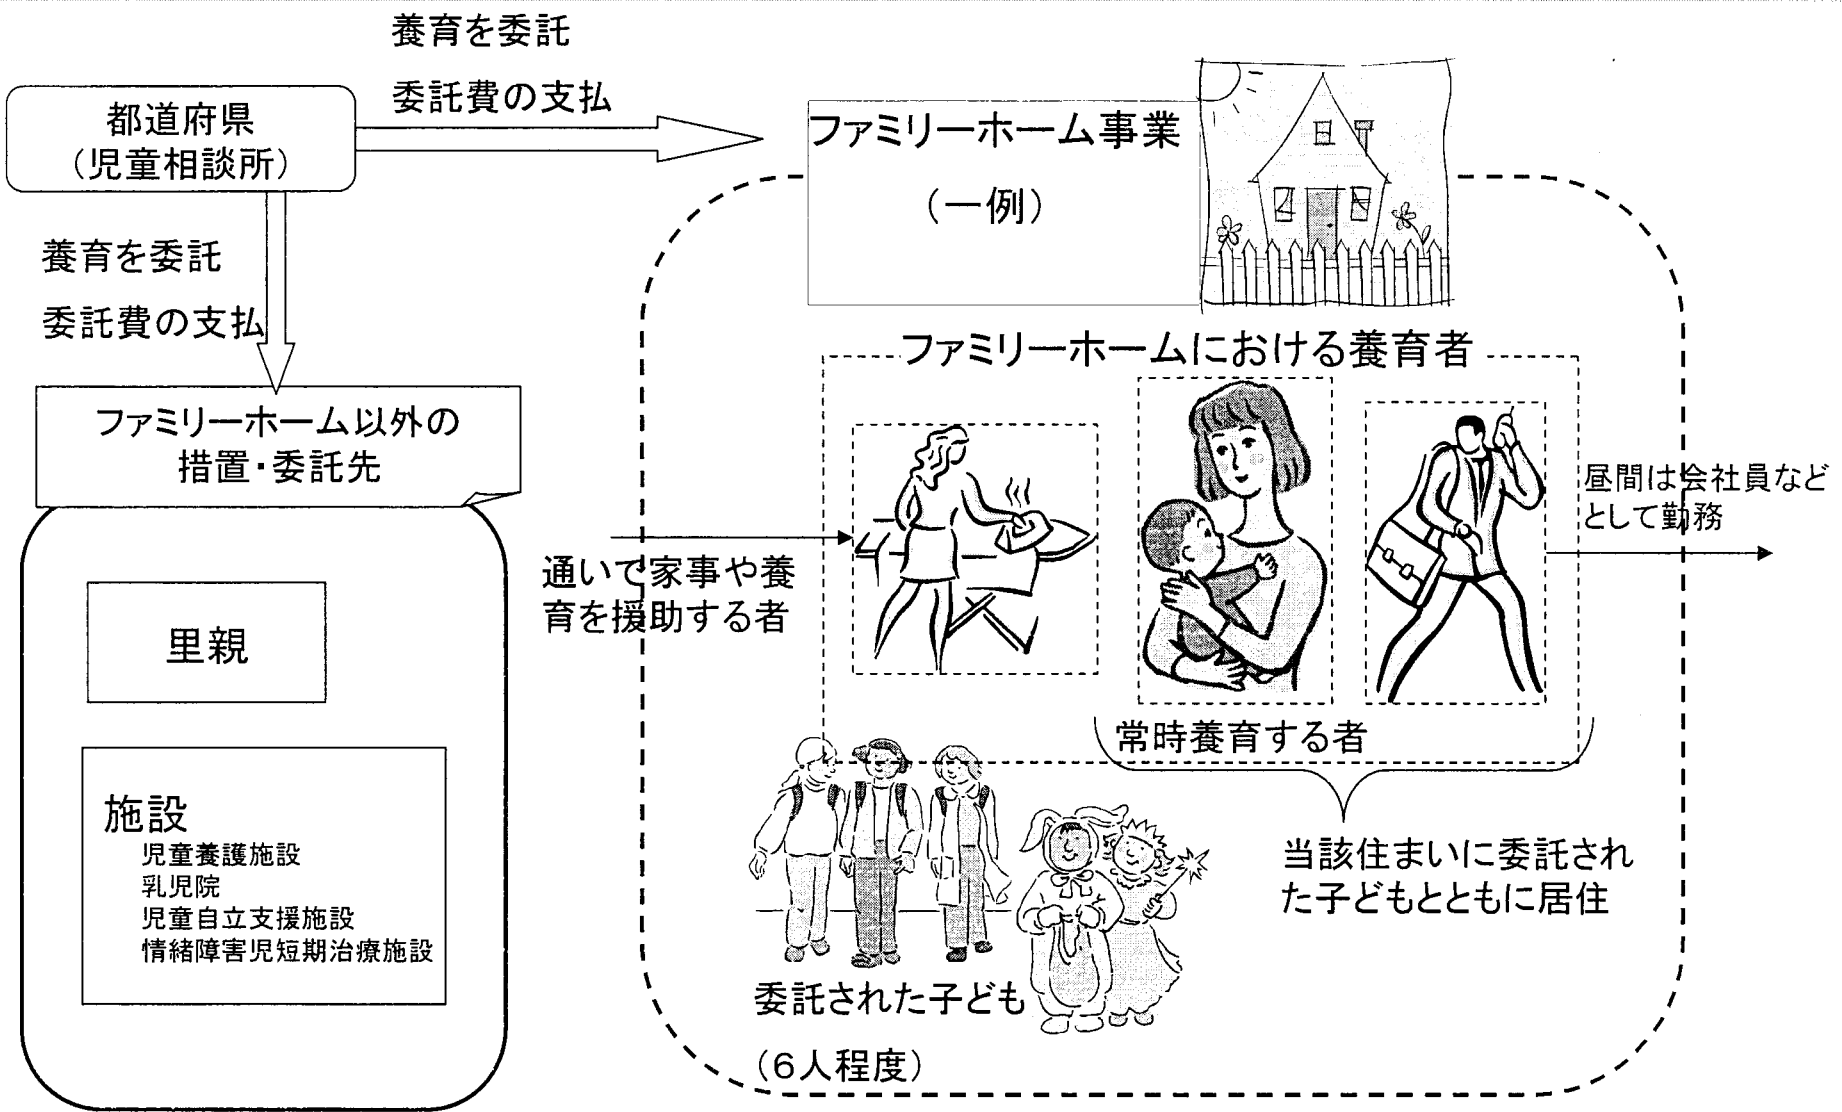 養育を委託
委託費の支払
都道府県
（児童相談所）
養育を委託
委託費の支払
ファミリーホーム以外の
措置・委託先
里親
施設
児童養護施設
乳児院
児童自立支援施設
情緒障害児短期治療施設
ファミリーホーム事業
（一例）
ファミリーホームにおける養育者
通いで家事や養
育を援助する者
常時養育する者
昼間は会社員など
として勤務
当該住まいに委託され
た子どもとともに居住
委託された子ども
（６人程度）